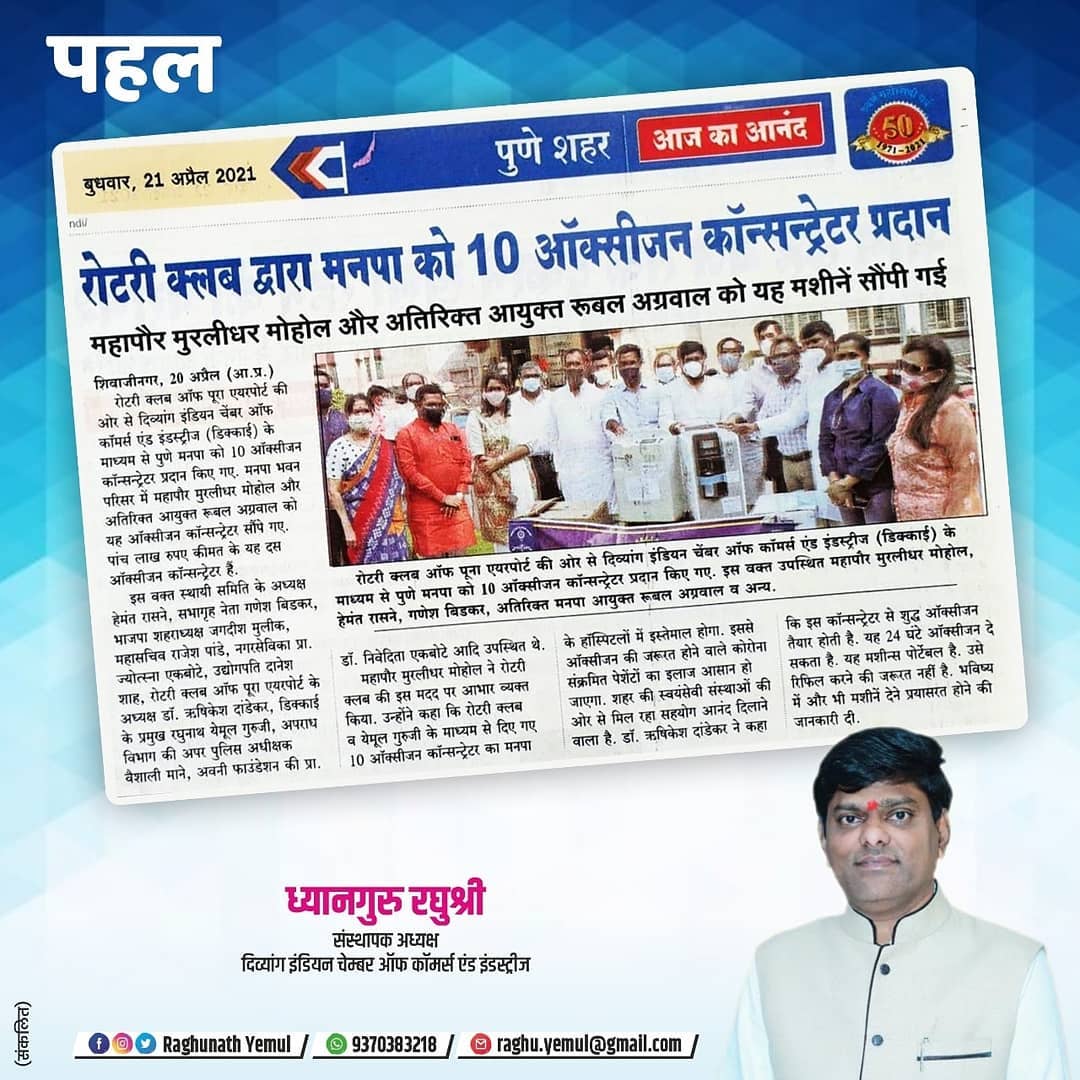 पहल
बुधवार, 21 अप्रैल 2021
पुणे शहर
आज का आनंद
50
1971-2021
ndi/
रोटरी क्लब द्वारा मनपा को 10 ऑक्सीजन कॉन्सन्ट्रेटर प्रदान
महापौर मुरलीधर मोहोल और अतिरिक्त आयुक्त रूबल अग्रवाल को यह मशीनें सौंपी गई
शिवाजीनगर, 20 अप्रैल (आ.प्र.)
रोटरी क्लब ऑफ पूरा एयरपोर्ट की
ओर से दिव्यांग इंडियन चेंबर ऑफ
कॉमर्स एंड इंडस्ट्रीज (डिक्काई) के
माध्यम से पुणे मनपा को 10 ऑक्सीजन
कॉन्सन्ट्रेटर प्रदान किए गए. मनपा भवन
परिसर में महापौर मुरलीधर मोहोल और
अतिरिक्त आयुक्त रूबल अग्रवाल को
यह ऑक्सीजन कॉन्सन्ट्रेटर सौंपे गए.
पांच लाख रुपए कीमत के यह दस
ऑक्सीजन कॉन्सन्ट्रेटर हैं.
इस वक्त स्थायी समिति के अध्यक्ष
हेमंत रासने, सभागृह नेता गणेश बिडकर,
भाजपा शहराध्यक्ष जगदीश मुलीक,
महासचिव राजेश पांडे, नगरसेविका प्रा.
ज्योत्स्ना एकबोटे, उद्योगपति दानेश
शाह, रोटरी क्लब ऑफ पूरा एयरपोर्ट के
अध्यक्ष डॉ. ऋषिकेश दांडेकर, डिक्काई
के प्रमुख रघुनाथ येमूल गुरुजी, अपराध
विभाग की अपर पुलिस अधीक्षक
वैशाली माने, अवनी फाउंडेशन की प्रा.
रोटरी क्लब ऑफ पूना एयरपोर्ट की ओर से दिव्यांग इंडियन चेंबर ऑफ कॉमर्स एंड इंडस्ट्रीज (डिक्काई) के
माध्यम से पुणे मनपा को 10 ऑक्सीजन कॉन्सन्ट्रेटर प्रदान किए गए. इस वक्त उपस्थित महापौर मुरलीधर मोहोल,
हेमंत रासने, गणेश बिडकर, अतिरिक्त मनपा आयुक्त रूबल अग्रवाल व अन्य.
डॉ. निवेदिता एकबोटे आदि उपस्थित थे.
महापौर मुरलीधर मोहोल ने रोटरी
क्लब की इस मदद पर आभार व्यक्त
किया. उन्होंने कहा कि रोटरी क्लब
व येमूल गुरुजी के माध्यम से दिए गए
10 ऑक्सीजन कॉन्सन्ट्रेटर का मनपा
के हॉस्पिटलों में इस्तेमाल होगा. इससे
ऑक्सीजन की जरूरत होने वाले कोरोना
संक्रमित पेशेंटों का इलाज आसान हो
जाएगा. शहर की स्वयंसेवी संस्थाओं की
ओर से मिल रहा सहयोग आनंद दिलाने
वाला है. डॉ. ऋषिकेश दांडेकर ने कहा
कि इस कॉन्सन्ट्रेटर से शुद्ध ऑक्सीजन
तैयार होती है. यह 24 घंटे ऑक्सीजन दे
सकता है. यह मशीन्स पोर्टेबल है. उसे
रिफिल करने की जरूरत नहीं है. भविष्य
में और भी मशीनें देने प्रयासरत होने की
जानकारी दी.
ध्यानगुरु रघुश्री
संस्थापक अध्यक्ष
दिव्यांग इंडियन चेम्बर ऑफ कॉमर्स एंड इंडस्ट्रीज
(संकलित)
Raghunath Yemul / 9370383218 / raghu.yemul@gmail.com /